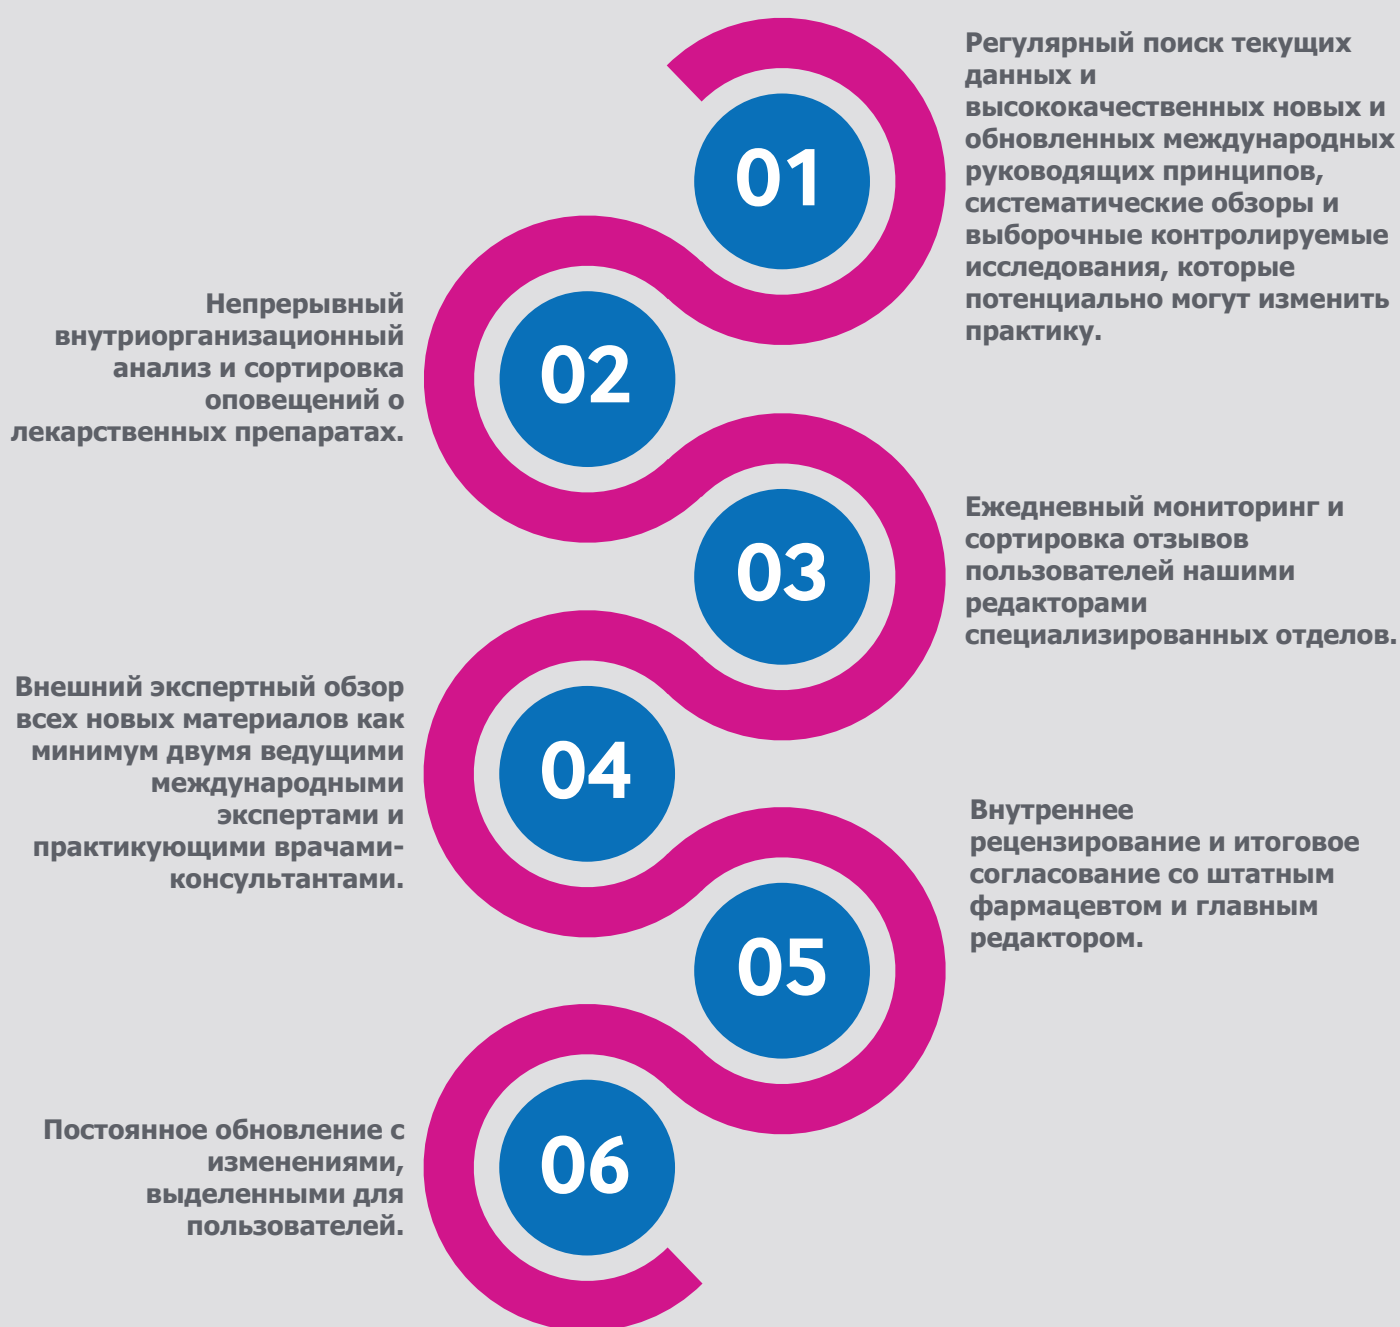 01
Регулярный поиск текущих
данных и
высококачественных новых и
обновленных международных
руководящих принципов,
систематические обзоры и
выборочные контролируемые
исследования, которые
потенциально могут изменить
практику.
02
Непрерывный
внутриорганизационный
анализ и сортировка
оповещений о
лекарственных препаратах.
03
Ежедневный мониторинг и
сортировка отзывов
пользователей нашими
редакторами
специализированных отделов.
04
Внешний экспертный обзор
всех новых материалов как
минимум двумя ведущими
международными
экспертами и
практикующими врачами-
консультантами.
05
Внутреннее
рецензирование и итоговое
согласование со штатным
фармацевтом и главным
редактором.
06
Постоянное обновление с
изменениями,
выделенными для
пользователей.